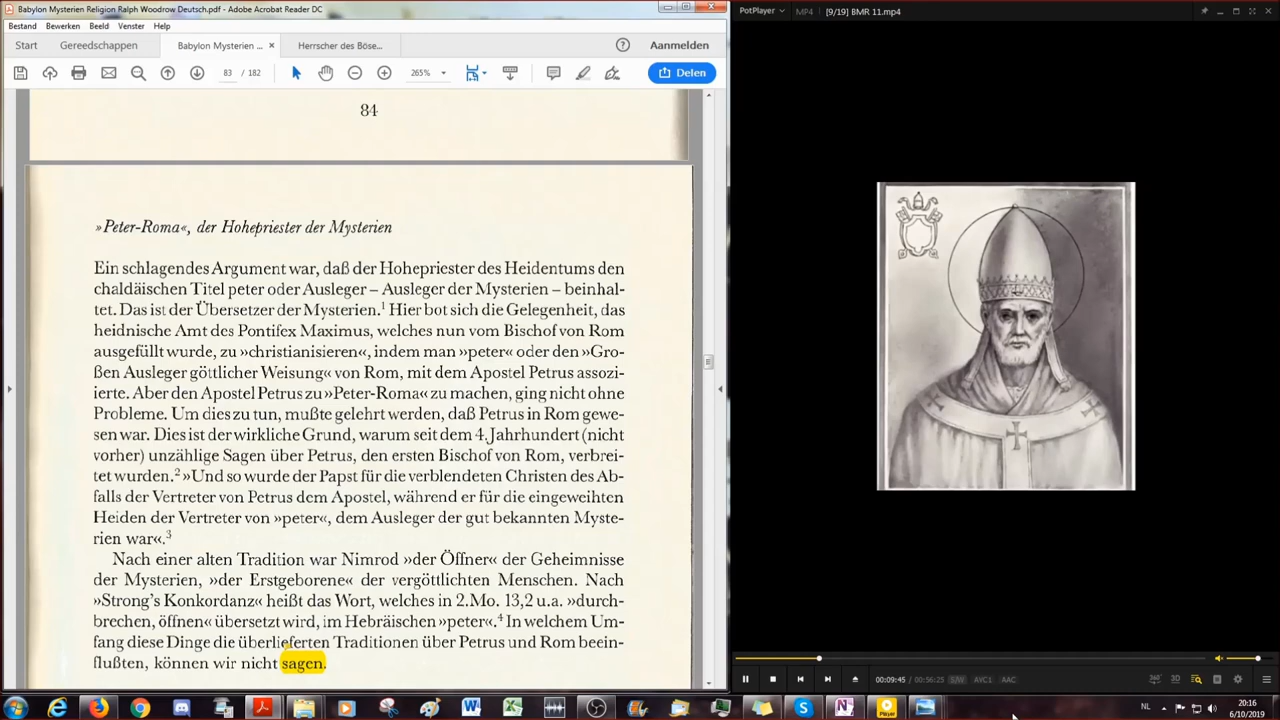 Babylon Mysterien Religion Ralph Woodrow Deutsch.pdf - Adobe Acrobat Reader DC
Bestand Bewerken Beeld Venster Help
Start Gereedschappen Babylon Mysterien ... × Herrscher des Böse... Aanmelden
83 / 182 265% Delen
84
»Peter-Roma«, der Hohepriester der Mysterien
Ein schlagendes Argument war, daß der Hohepriester des Heidentums den
chaldäischen Titel peter oder Ausleger – Ausleger der Mysterien – beinhal-
tet. Das ist der Übersetzer der Mysterien.¹ Hier bot sich die Gelegenheit, das
heidnische Amt des Pontifex Maximus, welches nun vom Bischof von Rom
ausgefüllt wurde, zu »christianisieren«, indem man »peter« oder den »Gro-
ßen Ausleger göttlicher Weisung« von Rom, mit dem Apostel Petrus assozi-
ierte. Aber den Apostel Petrus zu »Peter-Roma« zu machen, ging nicht ohne
Probleme. Um dies zu tun, mußte gelehrt werden, daß Petrus in Rom gewe-
sen war. Dies ist der wirkliche Grund, warum seit dem 4. Jahrhundert (nicht
vorher) unzählige Sagen über Petrus, den ersten Bischof von Rom, verbrei-
tet wurden.² »Und so wurde der Papst für die verblendeten Christen des Ab-
falls der Vertreter von Petrus dem Apostel, während er für die eingeweihten
Heiden der Vertreter von »peter«, dem Ausleger der gut bekannten Myste-
rien war«.³
Nach einer alten Tradition war Nimrod »der Öffner« der Geheimnisse
der Mysterien, »der Erstgeborene« der vergöttlichten Menschen. Nach
»Strong's Konkordanz« heißt das Wort, welches in 2.Mo. 13,2 u.a. »durch-
brechen, öffnen« übersetzt wird, im Hebräischen »peter«.⁴ In welchem Um-
fang diese Dinge die überlieferten Traditionen über Petrus und Rom beein-
flußten, können wir nicht sagen.
PotPlayer MP4 [9/19] BMR 11.mp4
00:09:45 / 00:56:25 S/W AVC1 AAC
360° 3D
NL 20:16
6/10/2019